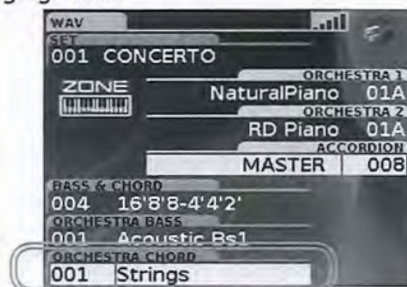 WAV
SET
001 CONCERTO
ZONE
ORCHESTRA 1
NaturalPiano 01A
ORCHESTRA 2
RD Piano 01A
ACCORDION
MASTER 008
BASS & CHORD
004 16'8'8-4'4'2'
ORCHESTRA BASS
001 Acoustic Bs1
ORCHESTRA CHORD
001 Strings